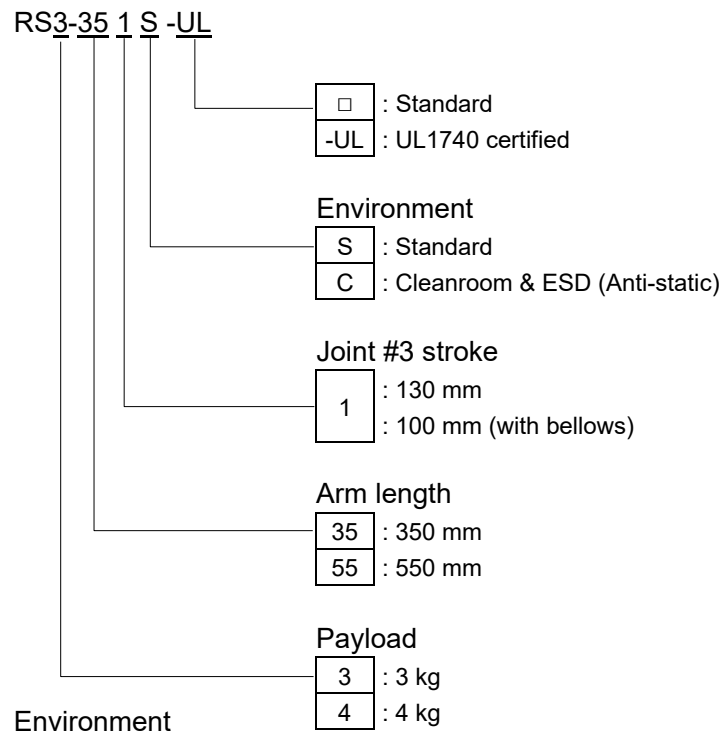 RS3-35 1 S -UL
□ : Standard
-UL : UL1740 certified
Environment
S : Standard
C : Cleanroom & ESD (Anti-static)
Joint #3 stroke
1 : 130 mm
: 100 mm (with bellows)
Arm length
35 : 350 mm
55 : 550 mm
Payload
3 : 3 kg
4 : 4 kg
Environment